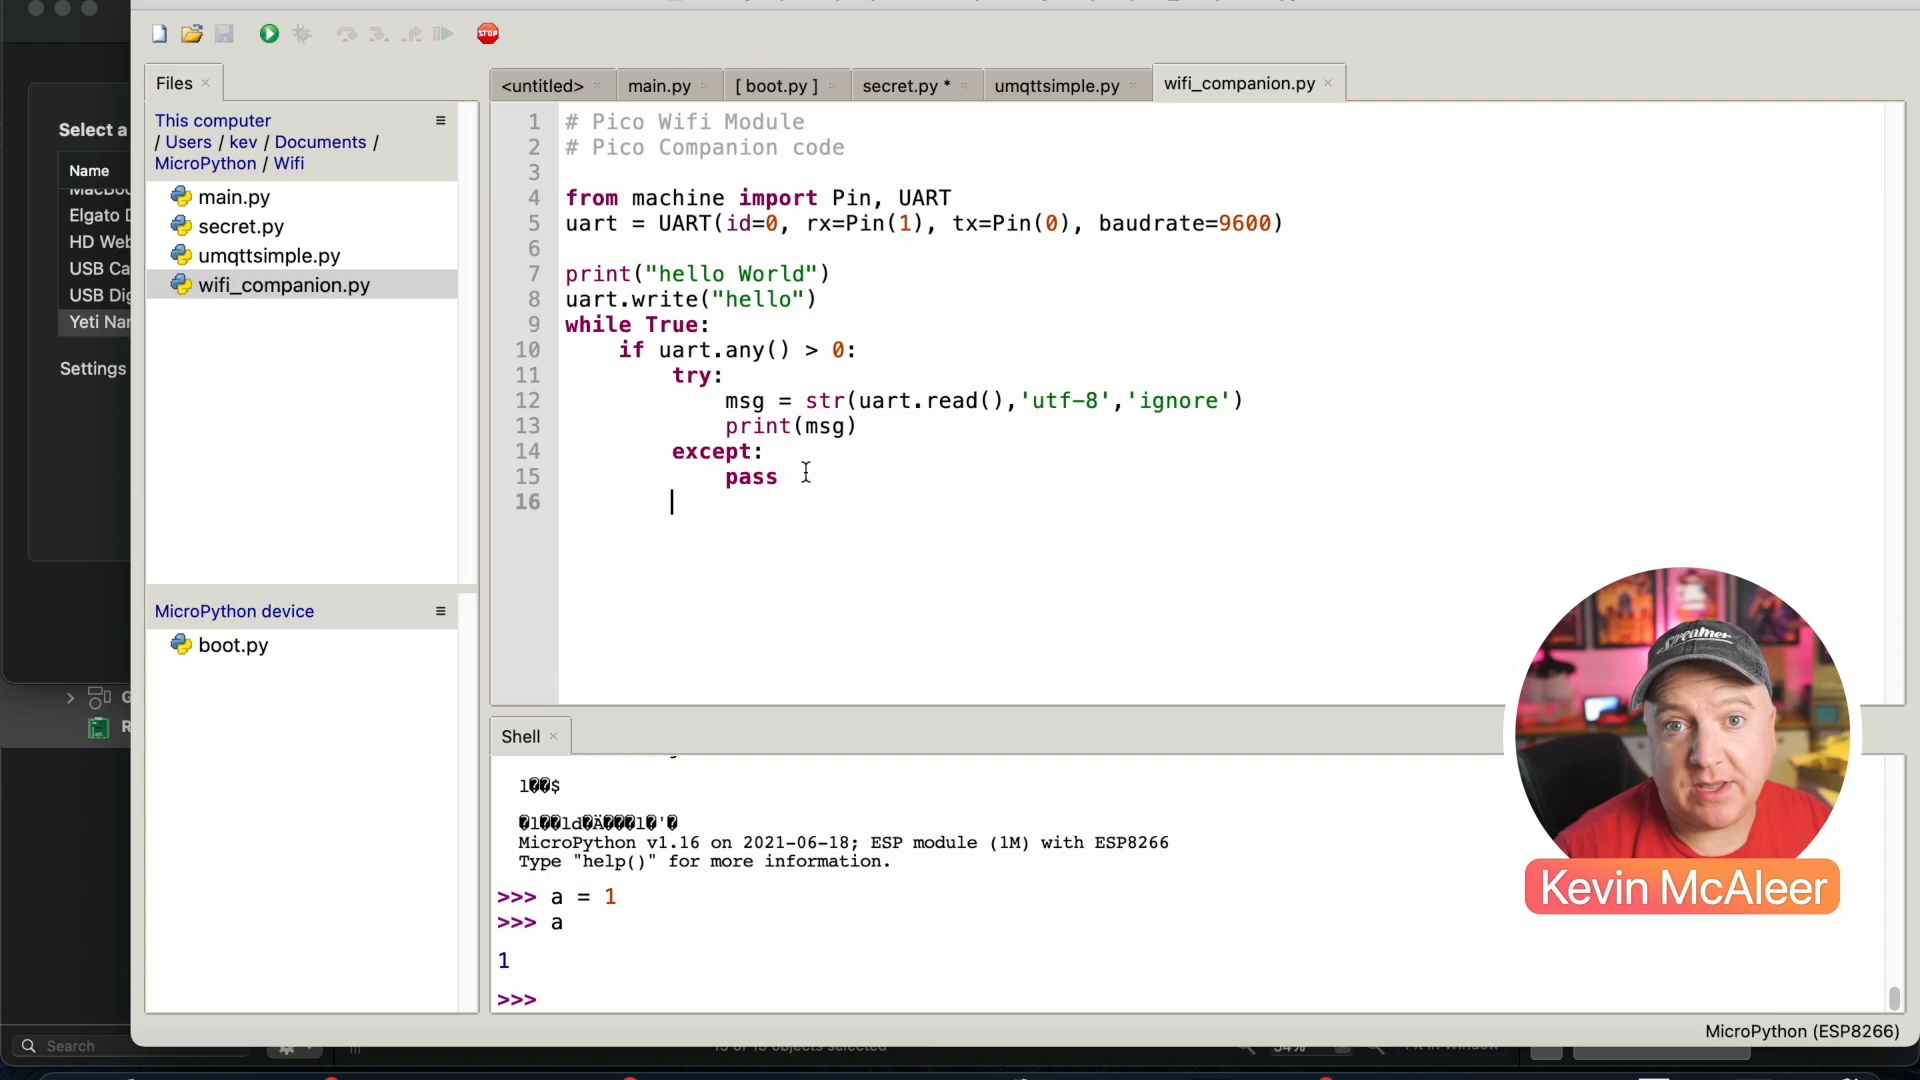 Files
<untitled>
main.py
[ boot.py ]
secret.py *
umqttsimple.py
wifi_companion.py
This computer
/ Users / kev / Documents /
MicroPython / Wifi
main.py
secret.py
umqttsimple.py
wifi_companion.py
MicroPython device
boot.py
Select a
Name
Elgato
HD Web
USB Ca
USB Dig
Yeti Nan
Settings
Search
1 # Pico Wifi Module
2 # Pico Companion code
3
4 from machine import Pin, UART
5 uart = UART(id=0, rx=Pin(1), tx=Pin(0), baudrate=9600)
6
7 print("hello World")
8 uart.write("hello")
9 while True:
10 if uart.any() > 0:
11 try:
12 msg = str(uart.read(),'utf-8','ignore')
13 print(msg)
14 except:
15 pass
16
Shell
l��$
�l��ld�Ä���l�'�
MicroPython v1.16 on 2021-06-18; ESP module (1M) with ESP8266
Type "help()" for more information.
>>> a = 1
>>> a
1
>>>
STOP
Streamer
Kevin McAleer
MicroPython (ESP8266)